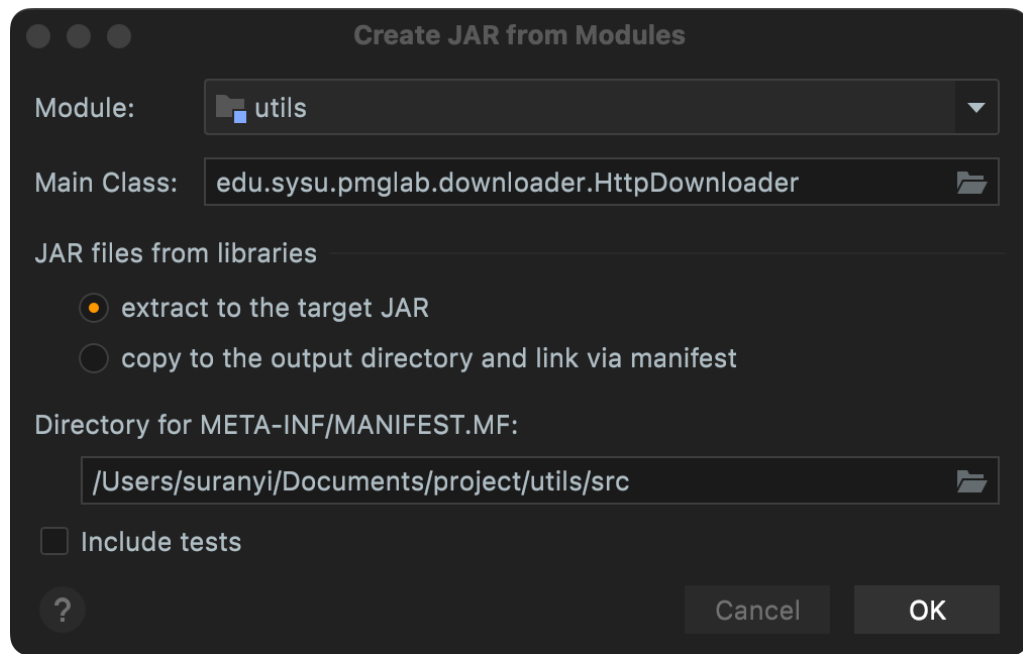 Create JAR from Modules
Module: utils
Main Class: edu.sysu.pmglab.downloader.HttpDownloader
JAR files from libraries
extract to the target JAR
copy to the output directory and link via manifest
Directory for META-INF/MANIFEST.MF:
/Users/suranyi/Documents/project/utils/src
Include tests
? Cancel OK